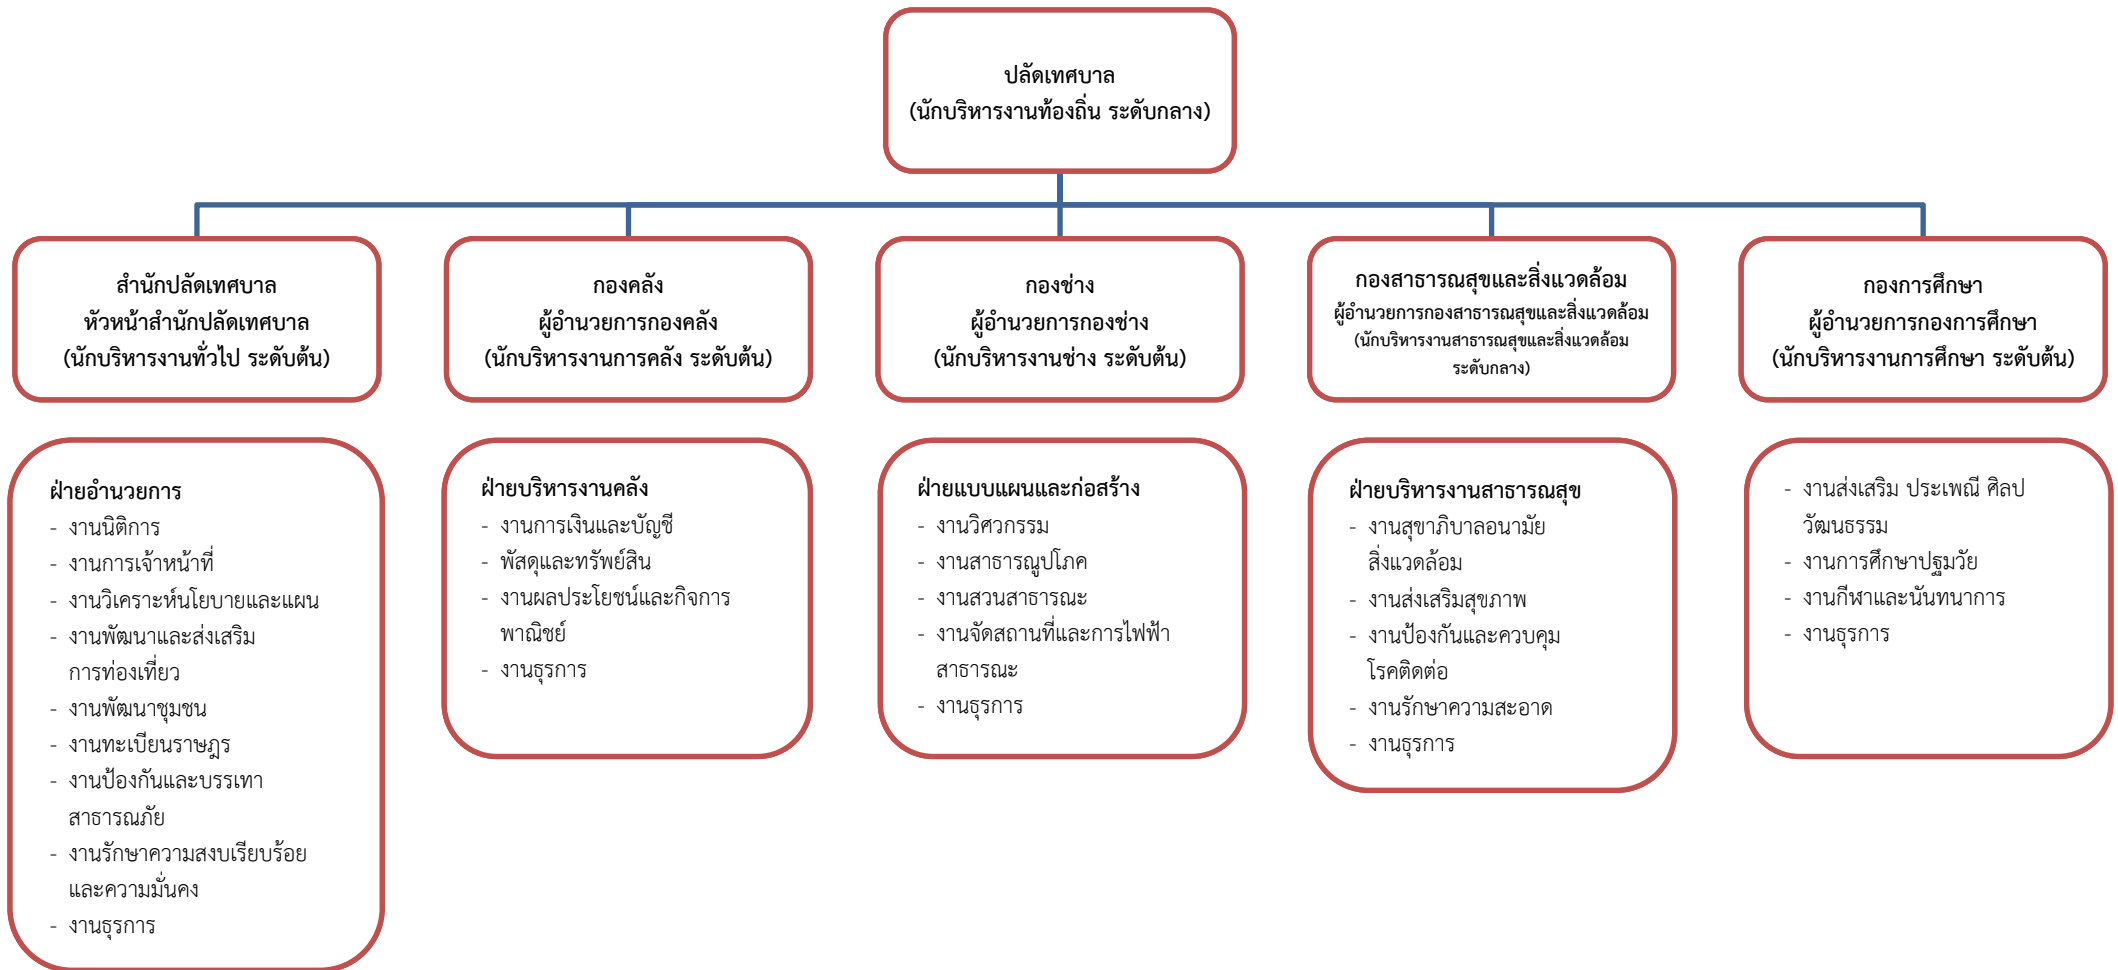 ปลัดเทศบาล
(นักบริหารงานท้องถิ่น ระดับกลาง)
สำนักปลัดเทศบาล
หัวหน้าสำนักปลัดเทศบาล
(นักบริหารงานทั่วไป ระดับต้น)
กองคลัง
ผู้อำนวยการกองคลัง
(นักบริหารงานการคลัง ระดับต้น)
กองช่าง
ผู้อำนวยการกองช่าง
(นักบริหารงานช่าง ระดับต้น)
กองสาธารณสุขและสิ่งแวดล้อม
ผู้อำนวยการกองสาธารณสุขและสิ่งแวดล้อม
(นักบริหารงานสาธารณสุขและสิ่งแวดล้อม
ระดับกลาง)
กองการศึกษา
ผู้อำนวยการกองการศึกษา
(นักบริหารงานการศึกษา ระดับต้น)
ฝ่ายอำนวยการ
- งานนิติการ
- งานการเจ้าหน้าที่
- งานวิเคราะห์นโยบายและแผน
- งานพัฒนาและส่งเสริม
การท่องเที่ยว
- งานพัฒนาชุมชน
- งานทะเบียนราษฎร
- งานป้องกันและบรรเทา
สาธารณภัย
- งานรักษาความสงบเรียบร้อย
และความมั่นคง
- งานธุรการ
ฝ่ายบริหารงานคลัง
- งานการเงินและบัญชี
- พัสดุและทรัพย์สิน
- งานผลประโยชน์และกิจการ
พาณิชย์
- งานธุรการ
ฝ่ายแบบแผนและก่อสร้าง
- งานวิศวกรรม
- งานสาธารณูปโภค
- งานสวนสาธารณะ
- งานจัดสถานที่และการไฟฟ้า
สาธารณะ
- งานธุรการ
ฝ่ายบริหารงานสาธารณสุข
- งานสุขาภิบาลอนามัย
สิ่งแวดล้อม
- งานส่งเสริมสุขภาพ
- งานป้องกันและควบคุม
โรคติดต่อ
- งานรักษาความสะอาด
- งานธุรการ
- งานส่งเสริม ประเพณี ศิลป
วัฒนธรรม
- งานการศึกษาปฐมวัย
- งานกีฬาและนันทนาการ
- งานธุรการ